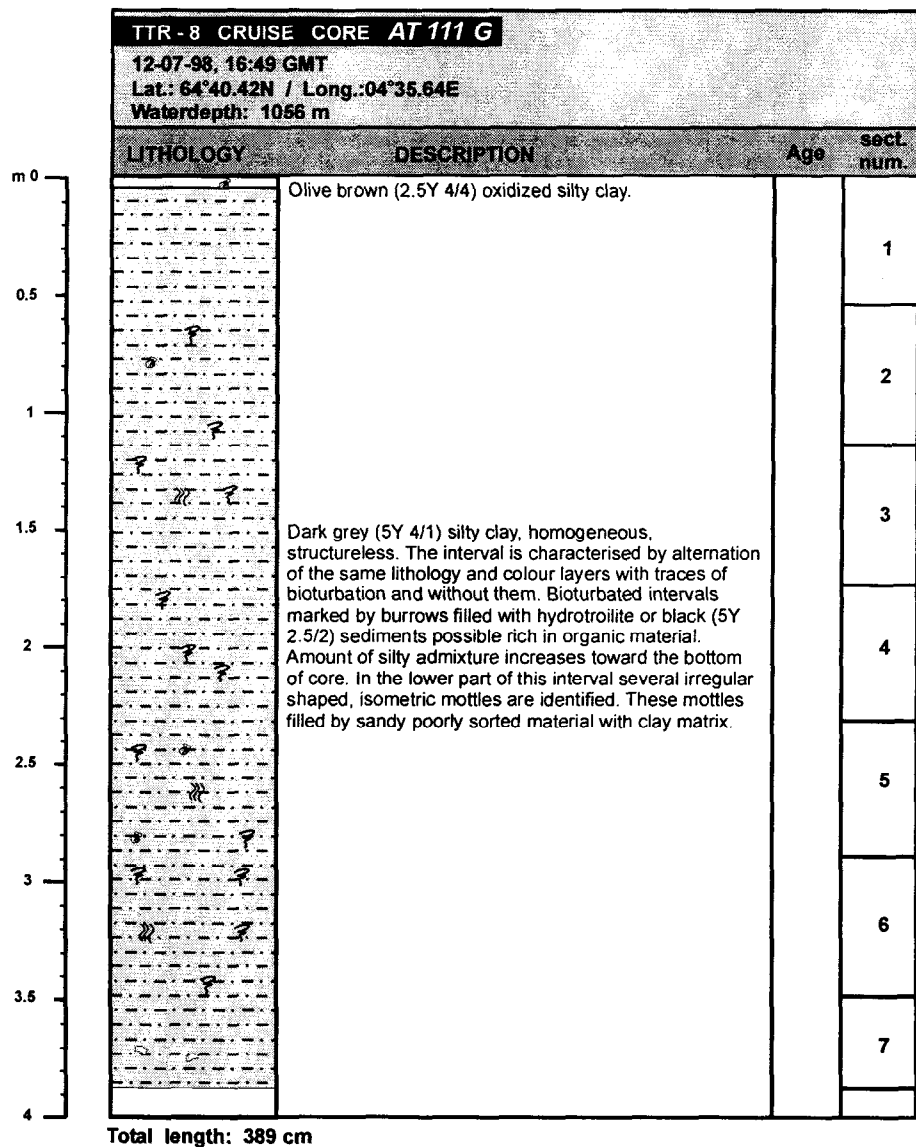 TTR - 8 CRUISE CORE AT 111 G
12-07-98, 16:49 GMT
Lat.: 64°40.42N / Long.:04°35.64E
Waterdepth: 1056 m
LITHOLOGY DESCRIPTION Age sect. num.
m 0
Olive brown (2.5Y 4/4) oxidized silty clay.
1
0.5
2
1
3
1.5
Dark grey (5Y 4/1) silty clay, homogeneous,
structureless. The interval is characterised by alternation
of the same lithology and colour layers with traces of
bioturbation and without them. Bioturbated intervals
marked by burrows filled with hydrotroilite or black (5Y
2.5/2) sediments possible rich in organic material.
Amount of silty admixture increases toward the bottom
of core. In the lower part of this interval several irregular
shaped, isometric mottles are identified. These mottles
filled by sandy poorly sorted material with clay matrix.
4
2
2.5
5
3
6
3.5
7
4
Total length: 389 cm